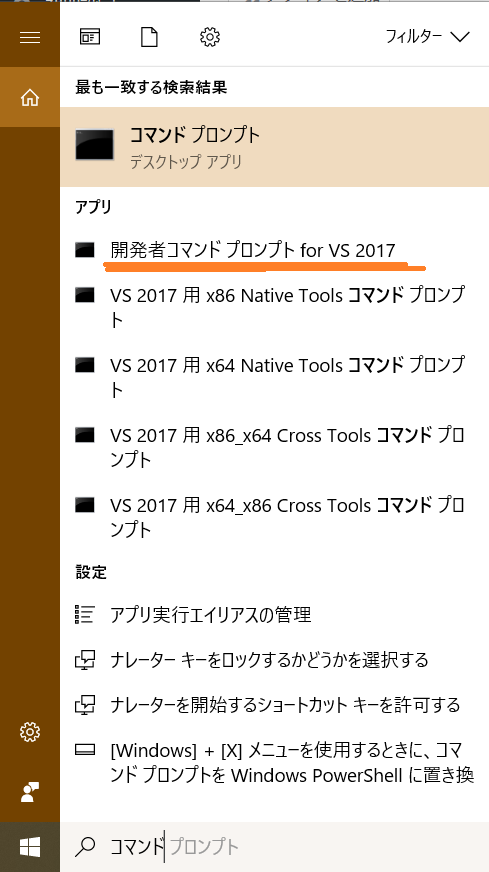 フィルター
最も一致する検索結果
コマンド プロンプト
デスクトップ アプリ
アプリ
開発者コマンド プロンプト for VS 2017
VS 2017 用 x86 Native Tools コマンド プロンプ
ト
VS 2017 用 x64 Native Tools コマンド プロンプ
ト
VS 2017 用 x86_x64 Cross Tools コマンド プロ
ンプト
VS 2017 用 x64_x86 Cross Tools コマンド プロ
ンプト
設定
アプリ実行エイリアスの管理
ナレーター キーをロックするかどうかを選択する
ナレーターを開始するショートカット キーを許可する
[Windows] + [X] メニューを使用するときに、コマ
ンド プロンプトを Windows PowerShell に置き換
コマンド プロンプト